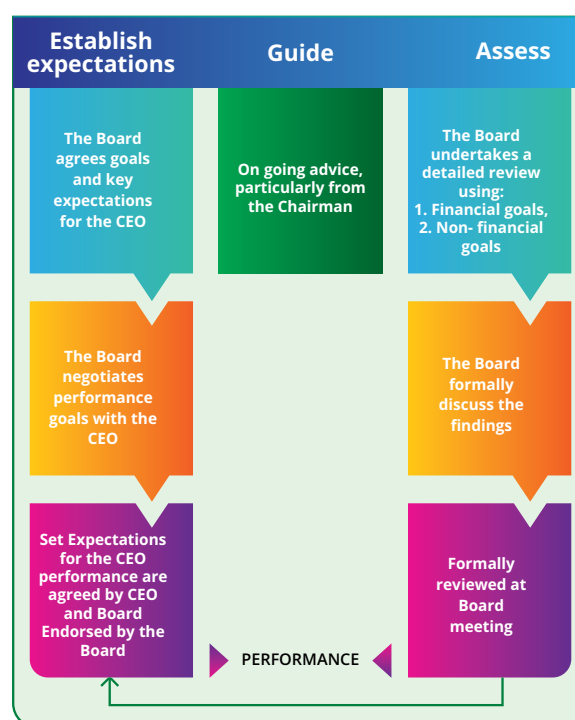 Establish
expectations
Guide
Assess
The Board
agrees goals
and key
expectations
for the CEO
On going advice,
particularly from
the Chairman
The Board
undertakes a
detailed review
using:
1. Financial goals,
2. Non- financial
goals
The Board
negotiates
performance
goals with the
CEO
The Board
formally
discuss the
findings
Set Expectations
for the CEO
performance are
agreed by CEO
and Board
Endorsed by the
Board
Formally
reviewed at
Board
meeting
PERFORMANCE